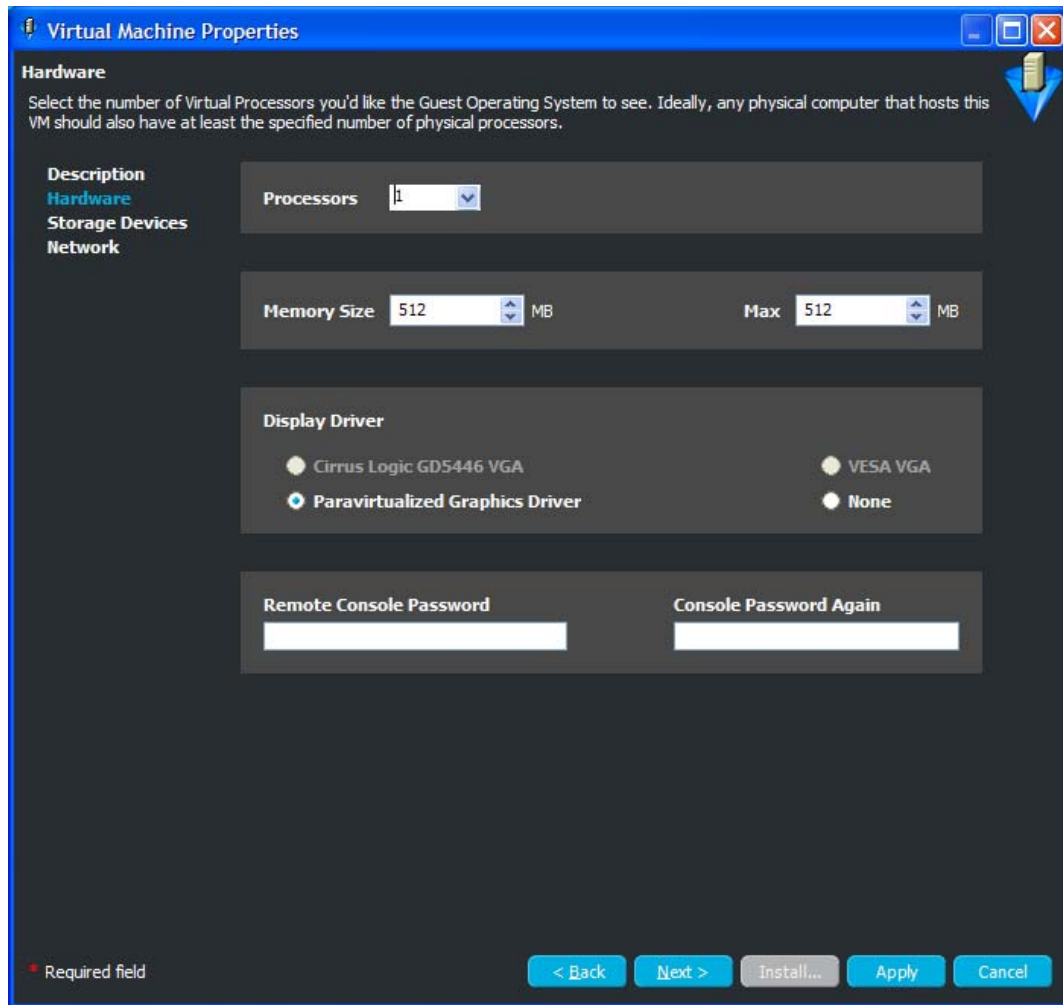 Virtual Machine Properties
Hardware
Select the number of Virtual Processors you'd like the Guest Operating System to see. Ideally, any physical computer that hosts this
VM should also have at least the specified number of physical processors.
Description
Hardware
Storage Devices
Network
Processors 1
Memory Size 512 MB Max 512 MB
Display Driver
Cirrus Logic GD5446 VGA VESA VGA
Paravirtualized Graphics Driver None
Remote Console Password Console Password Again
* Required field < Back Next > Install... Apply Cancel